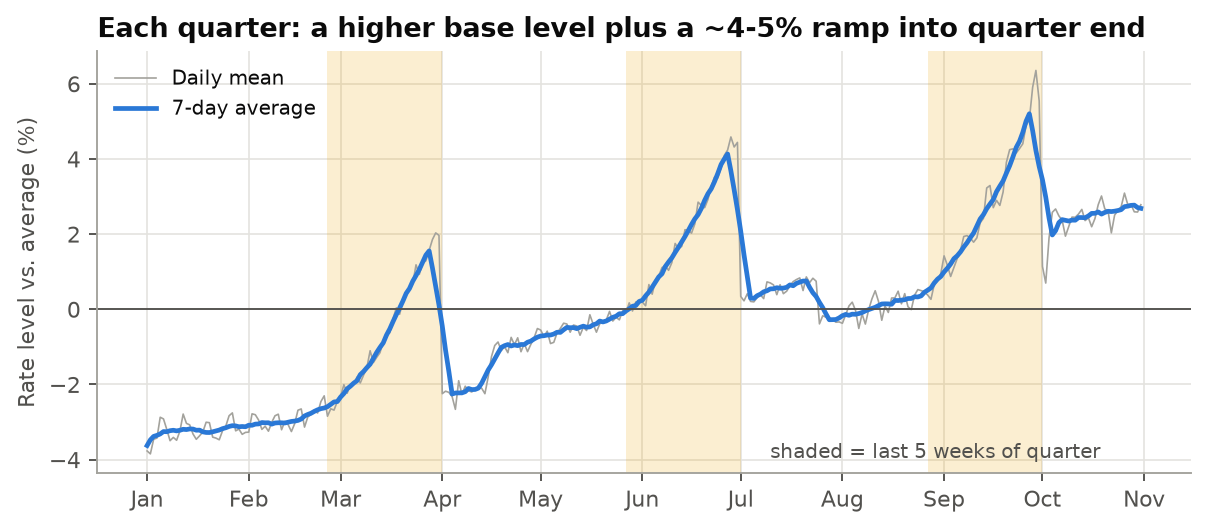 Each quarter: a higher base level plus a ~4-5% ramp into quarter end
Daily mean
7-day average
Rate level vs. average (%)
6
4
2
0
−2
−4
shaded = last 5 weeks of quarter
Jan Feb Mar Apr May Jun Jul Aug Sep Oct Nov